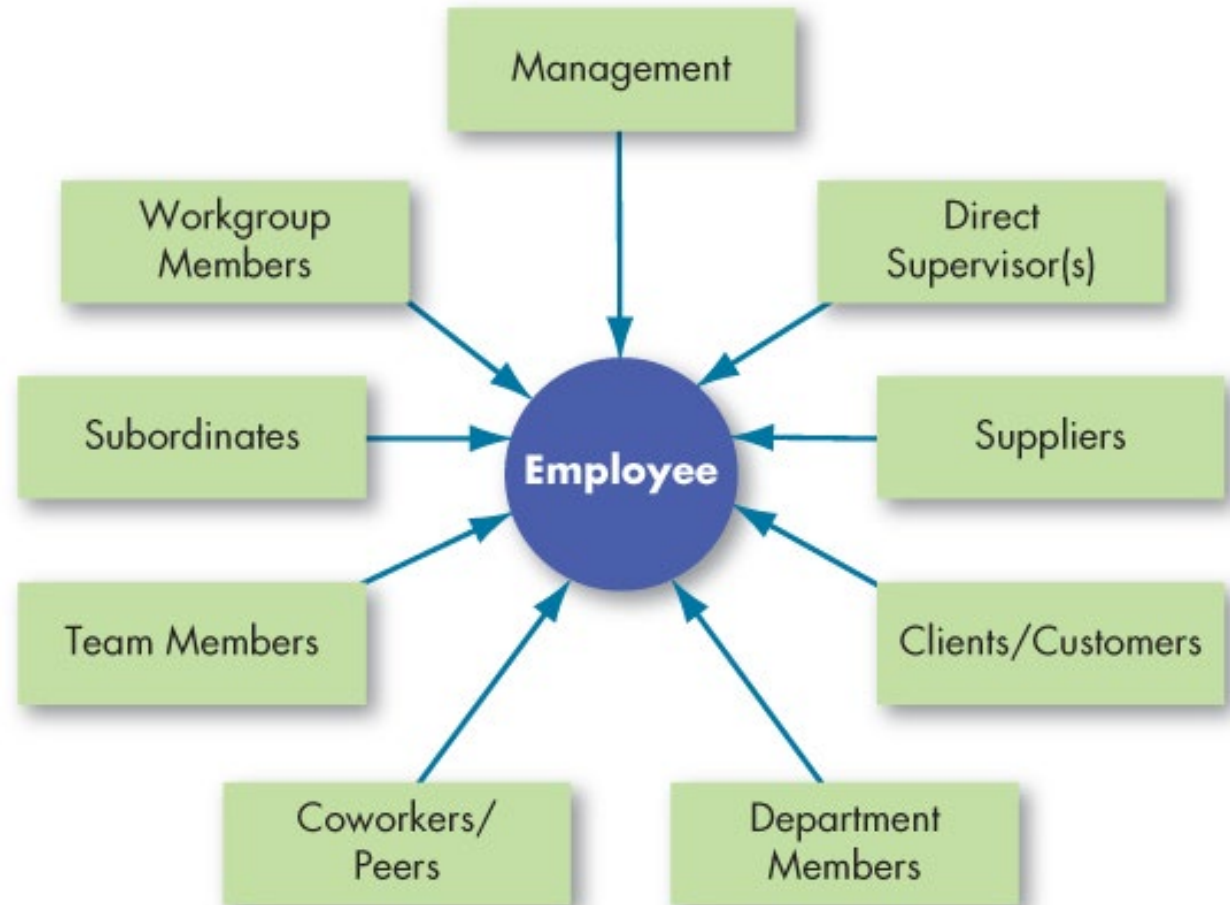 Management
Workgroup
Members
Direct
Supervisor(s)
Subordinates
Employee
Suppliers
Team Members
Clients/Customers
Coworkers/
Peers
Department
Members